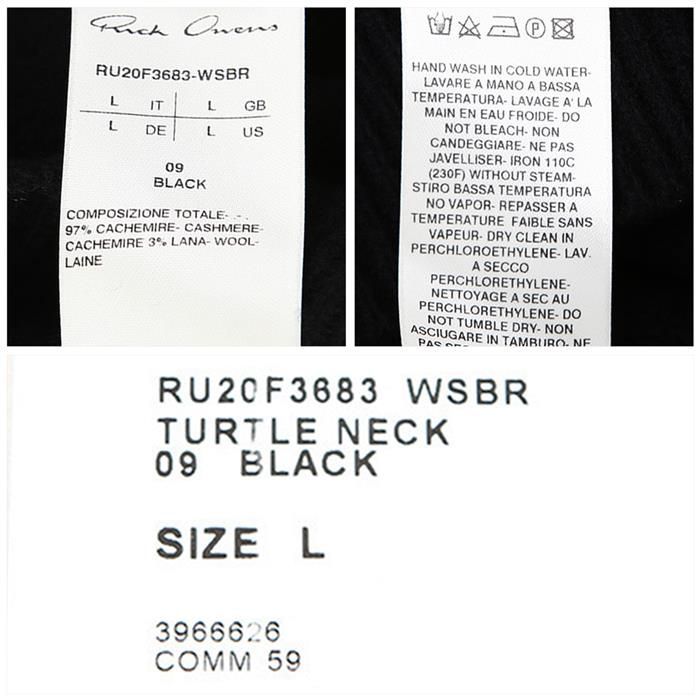 Rick Owens
RU20F3683-WSBR
L IT L GB
L DE L US
09
BLACK
COMPOSIZIONE TOTALE- - -
97% CACHEMIRE- CASHMERE-
CACHEMIRE 3% LANA- WOOL-
LAINE
HAND WASH IN COLD WATER-
LAVARE A MANO A BASSA
TEMPERATURA- LAVAGE A' LA
MAIN EN EAU FROIDE- DO
NOT BLEACH- NON
CANDEGGIARE- NE PAS
JAVELLISER- IRON 110C
(230F) WITHOUT STEAM-
STIRO BASSA TEMPERATURA
NO VAPOR- REPASSER A
TEMPERATURE FAIBLE SANS
VAPEUR- DRY CLEAN IN
PERCHLOROETHYLENE- LAV.
A SECCO
PERCHLORETHYLENE-
NETTOYAGE A SEC AU
PERCHLORETHYLENE- DO
NOT TUMBLE DRY- NON
ASCIUGARE IN TAMBURO- NE
RU20F3683 WSBR
TURTLE NECK
09 BLACK
SIZE L
3966626
COMM 59